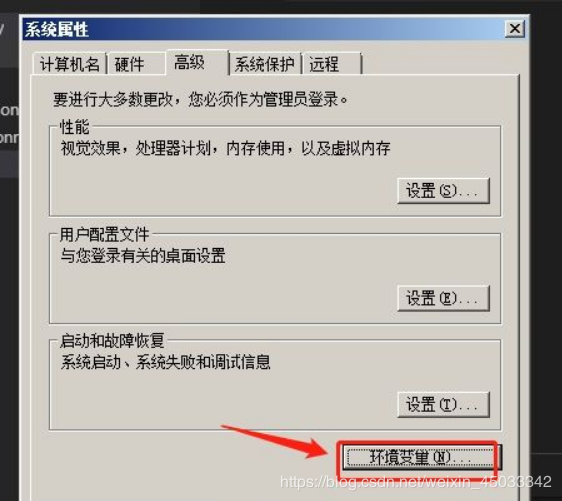 系统属性
计算机名 硬件 高级 系统保护 远程
要进行大多数更改，您必须作为管理员登录。
性能
视觉效果，处理器计划，内存使用，以及虚拟内存
设置(S)...
用户配置文件
与您登录有关的桌面设置
设置(E)...
启动和故障恢复
系统启动、系统失败和调试信息
设置(T)...
环境变量(N)...
https://blog.csdn.net/weixin_45033342